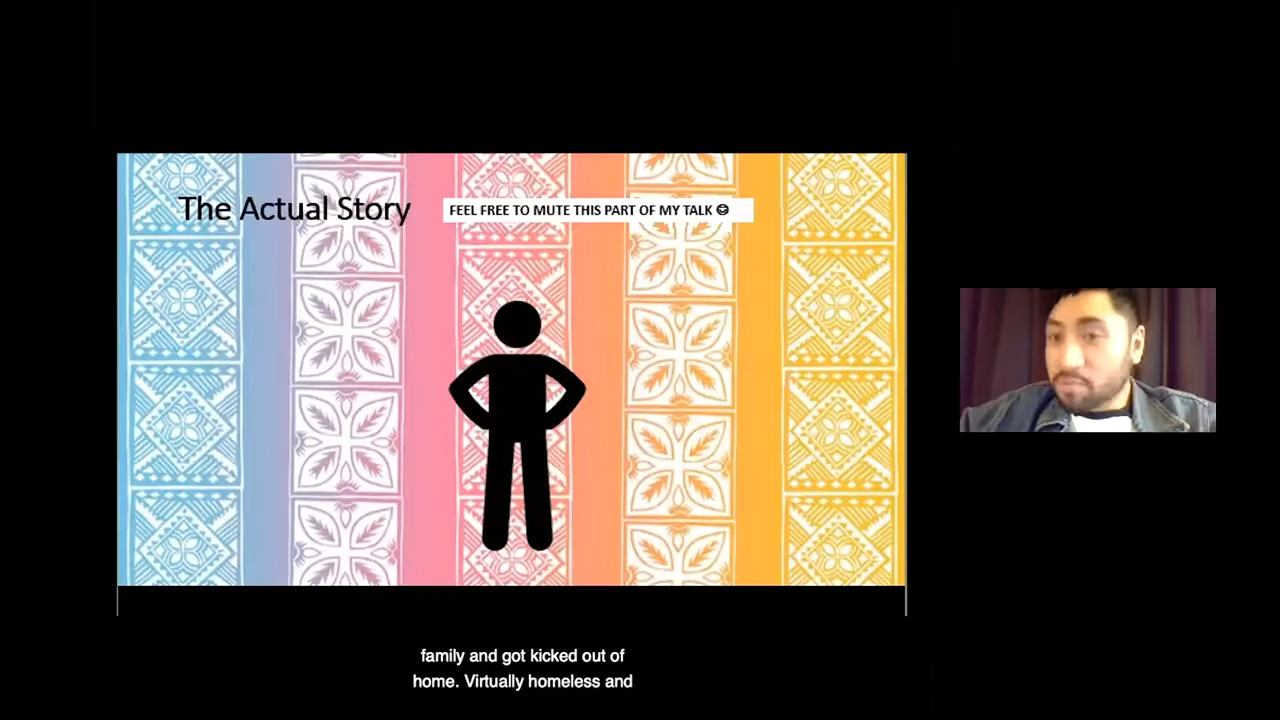 The Actual Story
FEEL FREE TO MUTE THIS PART OF MY TALK 😊
family and got kicked out of
home. Virtually homeless and